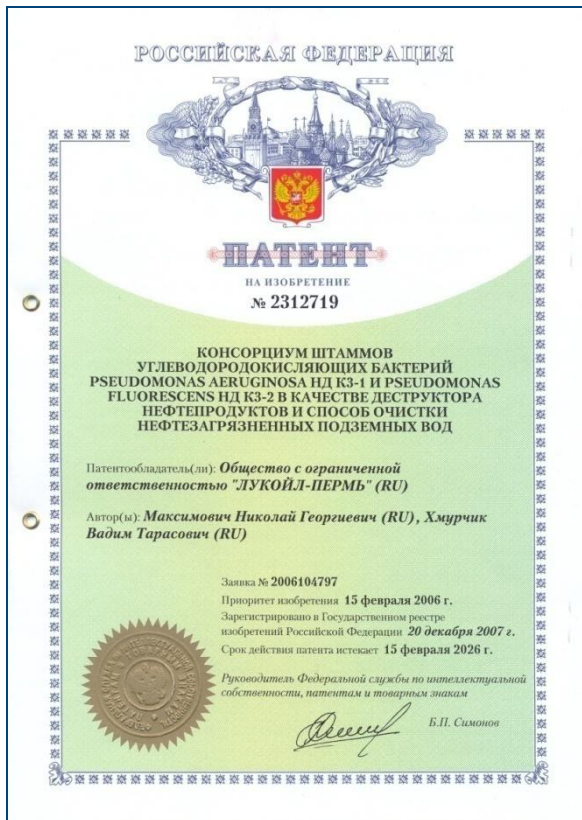 РОССИЙСКАЯ ФЕДЕРАЦИЯ
ПАТЕНТ
НА ИЗОБРЕТЕНИЕ
№ 2312719
КОНСОРЦИУМ ШТАММОВ
УГЛЕВОДОРОДОКИСЛЯЮЩИХ БАКТЕРИЙ
PSEUDOMONAS AERUGINOSA НД К3-1 И PSEUDOMONAS
FLUORESCENS НД К3-2 В КАЧЕСТВЕ ДЕСТРУКТОРА
НЕФТЕПРОДУКТОВ И СПОСОБ ОЧИСТКИ
НЕФТЕЗАГРЯЗНЕННЫХ ПОДЗЕМНЫХ ВОД
Патентообладатель(ли): Общество с ограниченной
ответственностью "ЛУКОЙЛ-ПЕРМЬ" (RU)
Автор(ы): Максимович Николай Георгиевич (RU), Хмурчик
Вадим Тарасович (RU)
Заявка № 2006104797
Приоритет изобретения 15 февраля 2006 г.
Зарегистрировано в Государственном реестре
изобретений Российской Федерации 20 декабря 2007 г.
Срок действия патента истекает 15 февраля 2026 г.
Руководитель Федеральной службы по интеллектуальной
собственности, патентам и товарным знакам
Б.П. Симонов